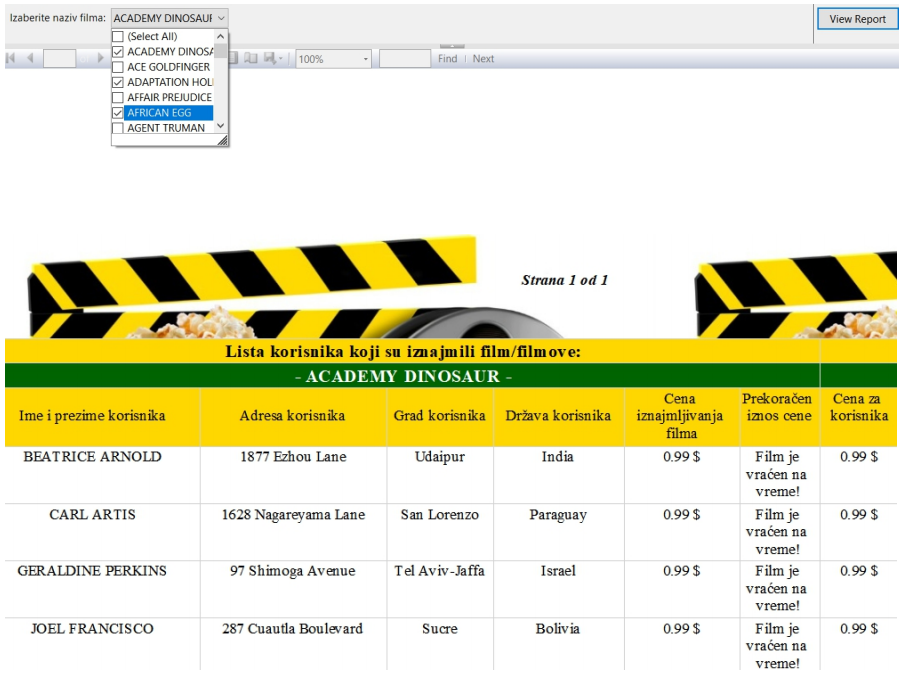 Izaberite naziv filma: ACADEMY DINOSAUR
View Report
(Select All)
ACADEMY DINOSA
ACE GOLDFINGER
ADAPTATION HOL
AFFAIR PREJUDICE
AFRICAN EGG
AGENT TRUMAN
100%
Find | Next
Strana 1 od 1
Lista korisnika koji su iznajmili film/filmove:
- ACADEMY DINOSAUR -
Ime i prezime korisnika Adresa korisnika Grad korisnika Država korisnika Cena iznajmljivanja filma Prekoračen iznos cene Cena za korisnika
BEATRICE ARNOLD 1877 Ezhou Lane Udaipur India 0.99 $ Film je vraćen na vreme! 0.99 $
CARL ARTIS 1628 Nagareyama Lane San Lorenzo Paraguay 0.99 $ Film je vraćen na vreme! 0.99 $
GERALDINE PERKINS 97 Shimoga Avenue Tel Aviv-Jaffa Israel 0.99 $ Film je vraćen na vreme! 0.99 $
JOEL FRANCISCO 287 Cuautla Boulevard Sucre Bolivia 0.99 $ Film je vraćen na vreme! 0.99 $